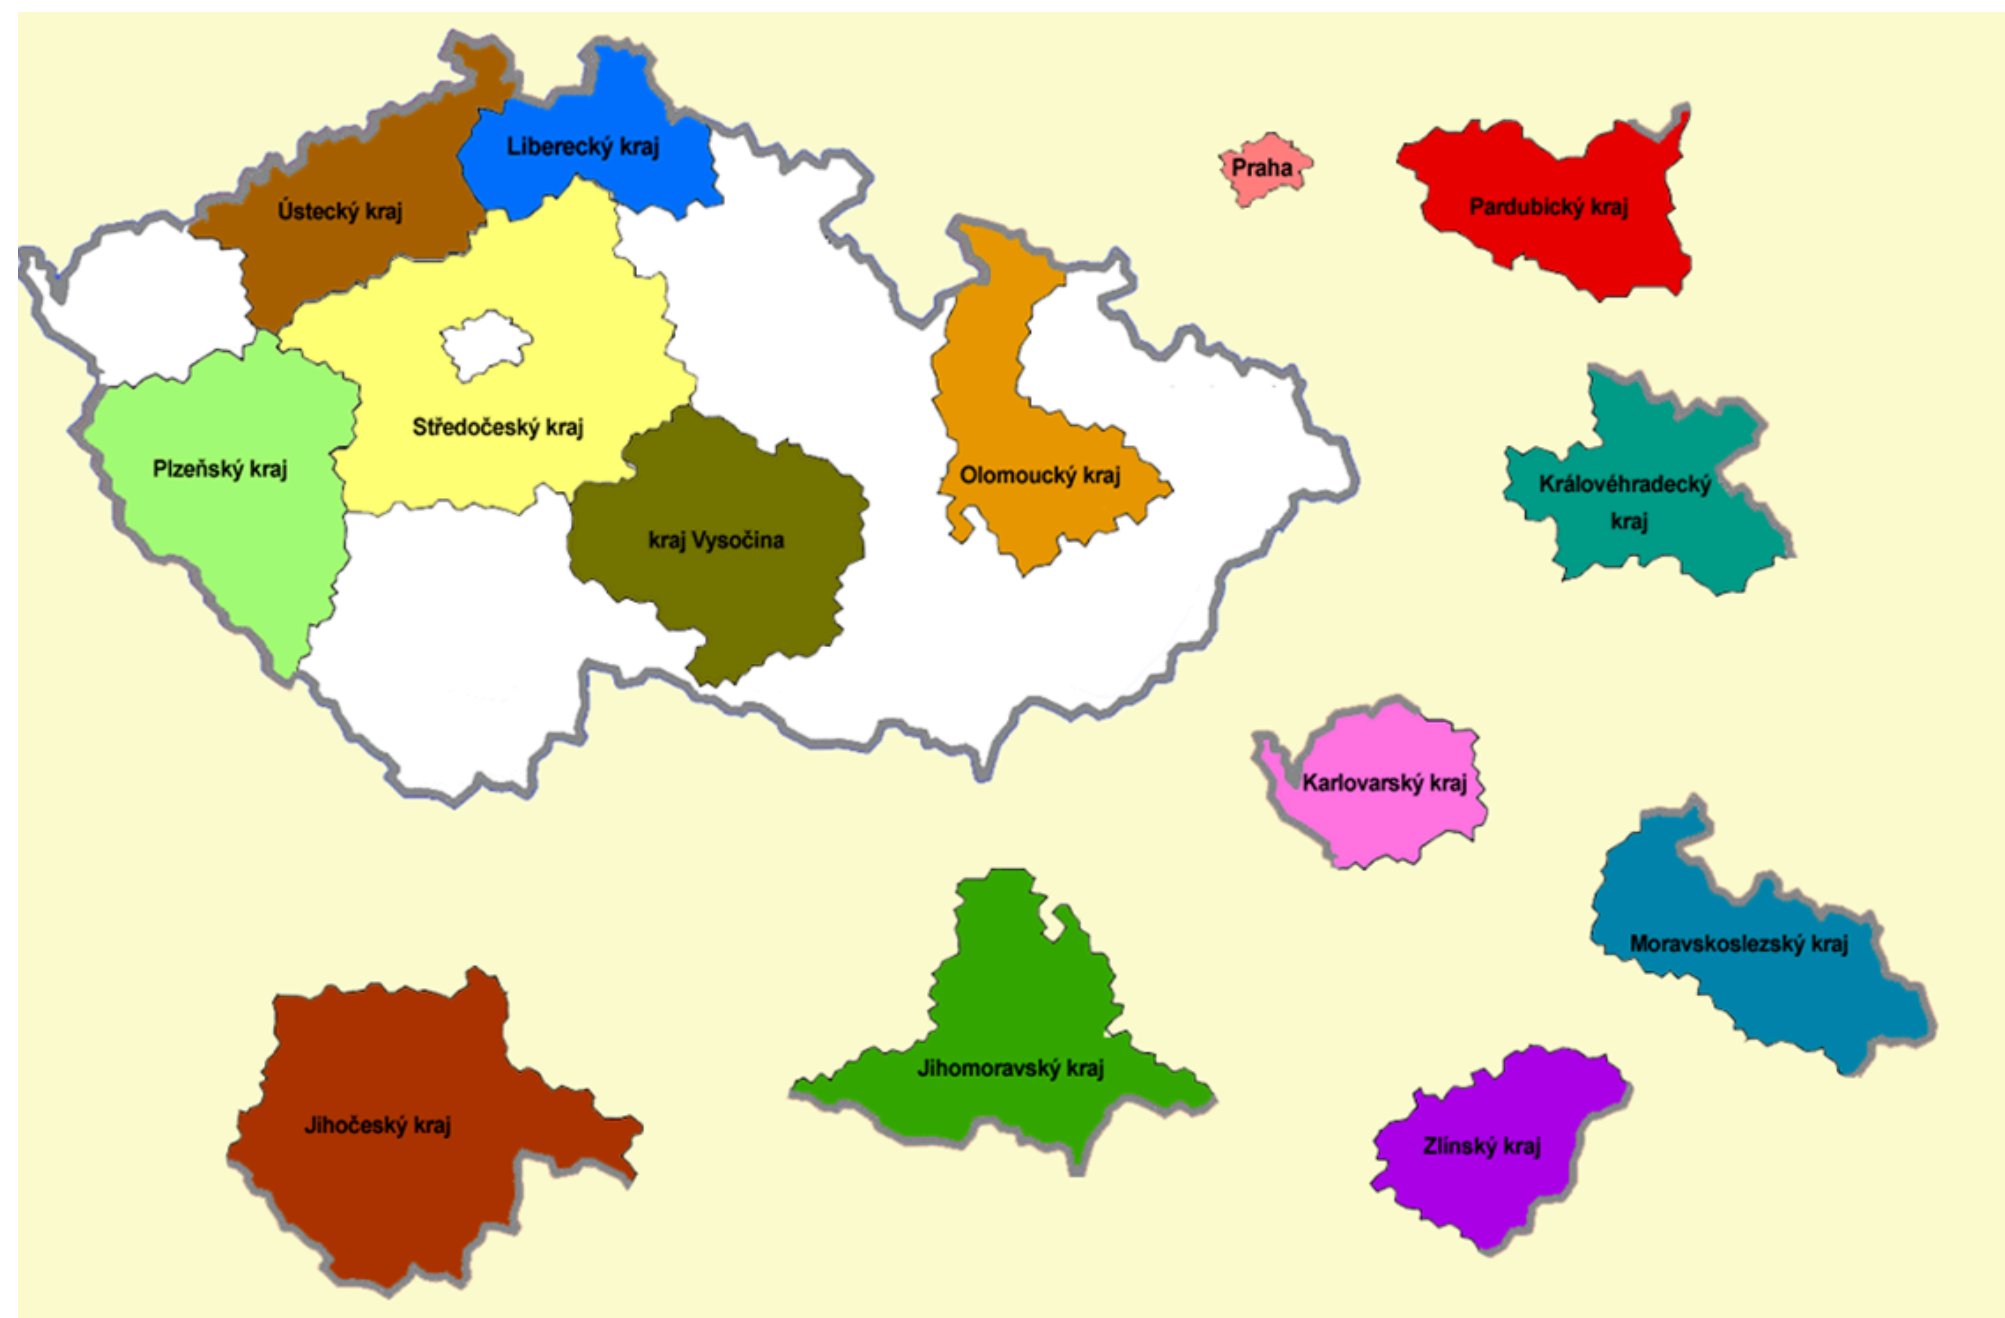 Liberecký kraj
Praha
Ústecký kraj
Pardubický kraj
Středočeský kraj
Plzeňský kraj
Olomoucký kraj
Královéhradecký
kraj
kraj Vysočina
Karlovarský kraj
Moravskoslezský kraj
Jihomoravský kraj
Jihočeský kraj
Zlínský kraj